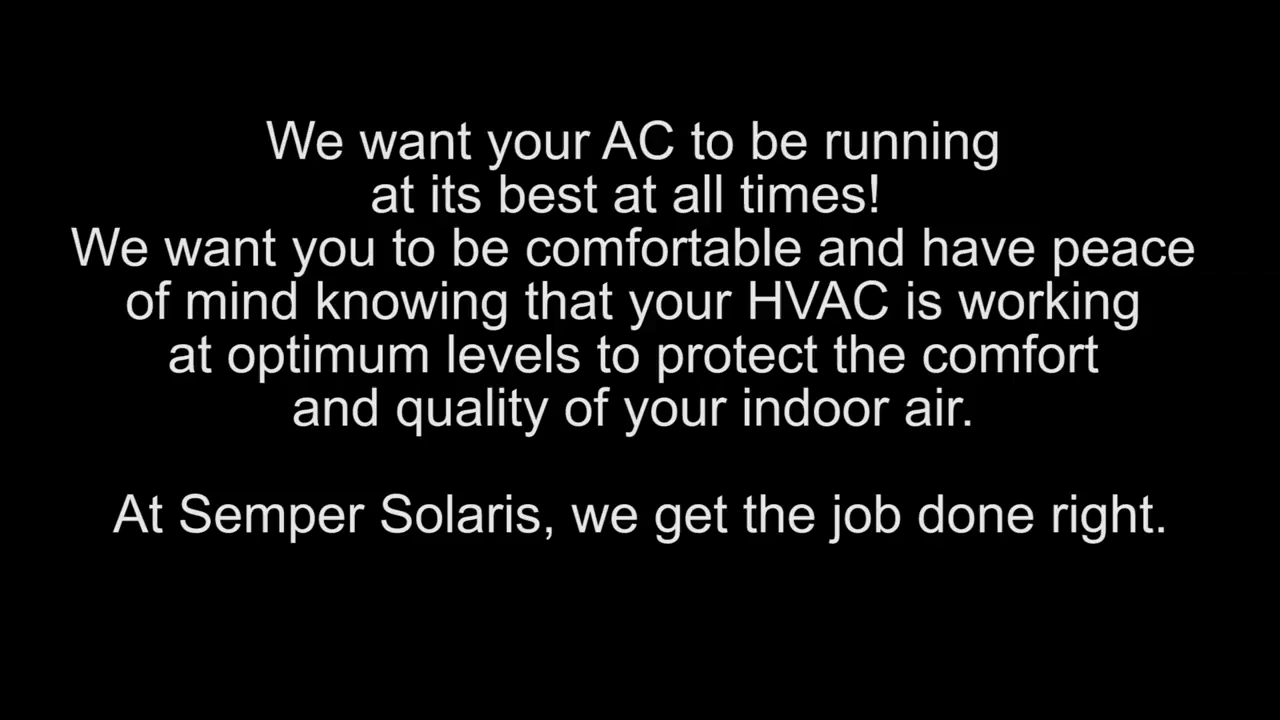 We want your AC to be running
at its best at all times!
We want you to be comfortable and have peace
of mind knowing that your HVAC is working
at optimum levels to protect the comfort
and quality of your indoor air.
At Semper Solaris, we get the job done right.